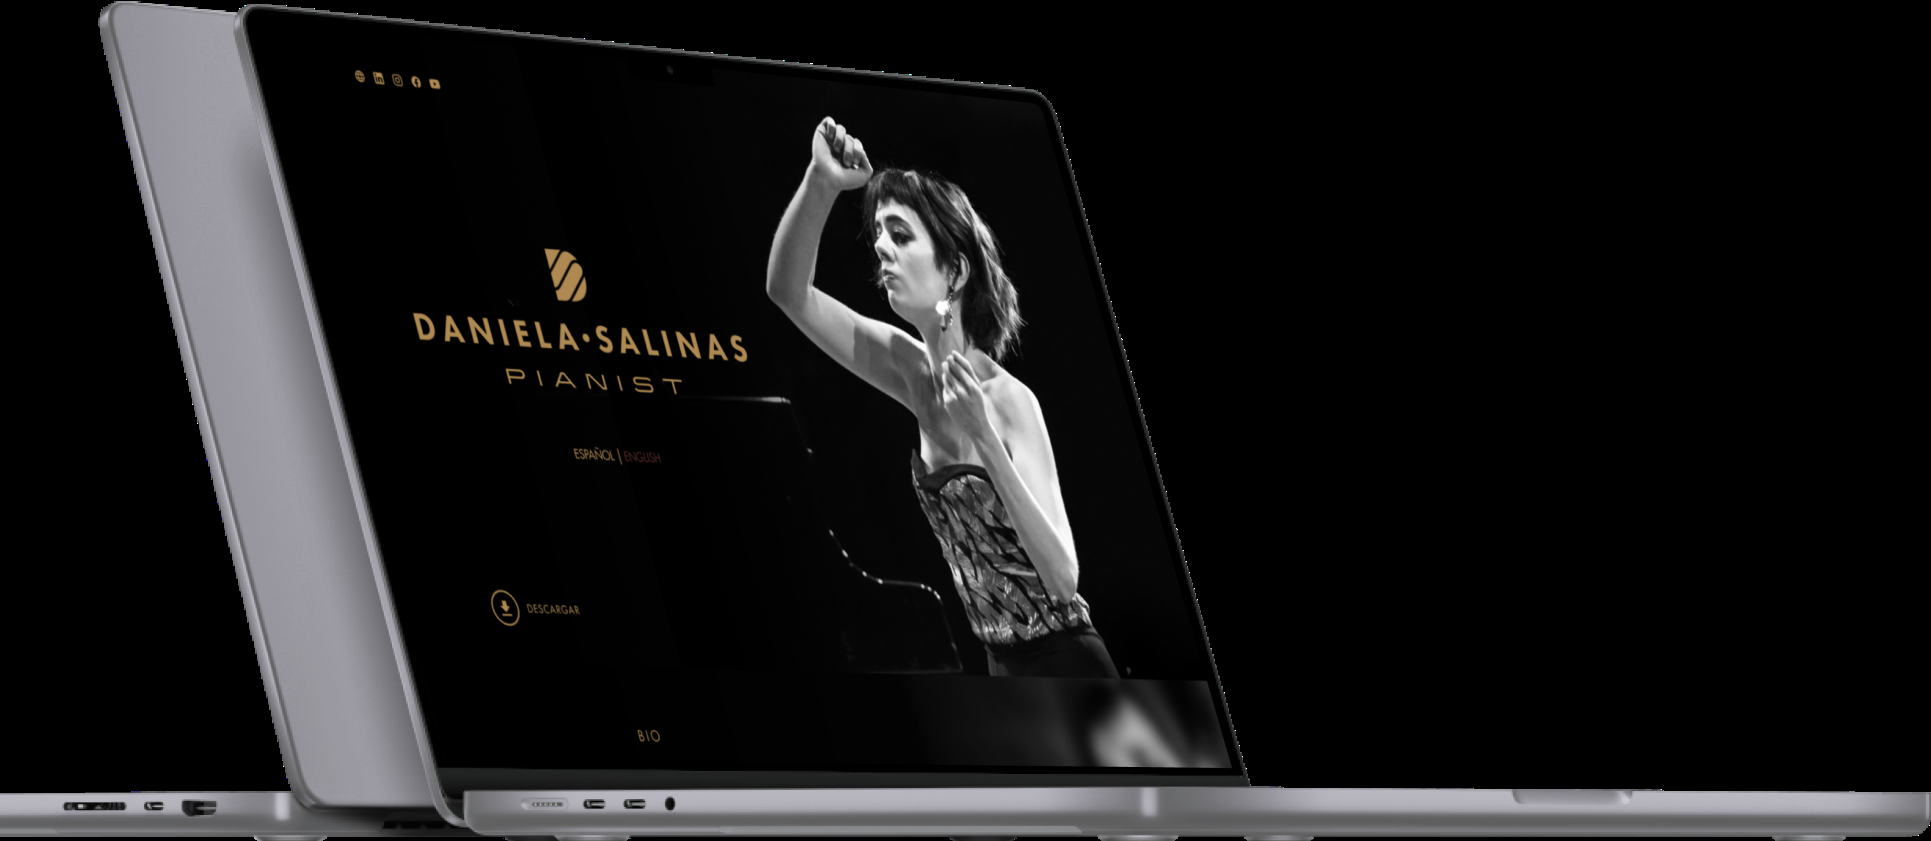 DANIELA•SALINAS
PIANIST
ESPAÑOL | ENGLISH
DESCARGAR
BIO